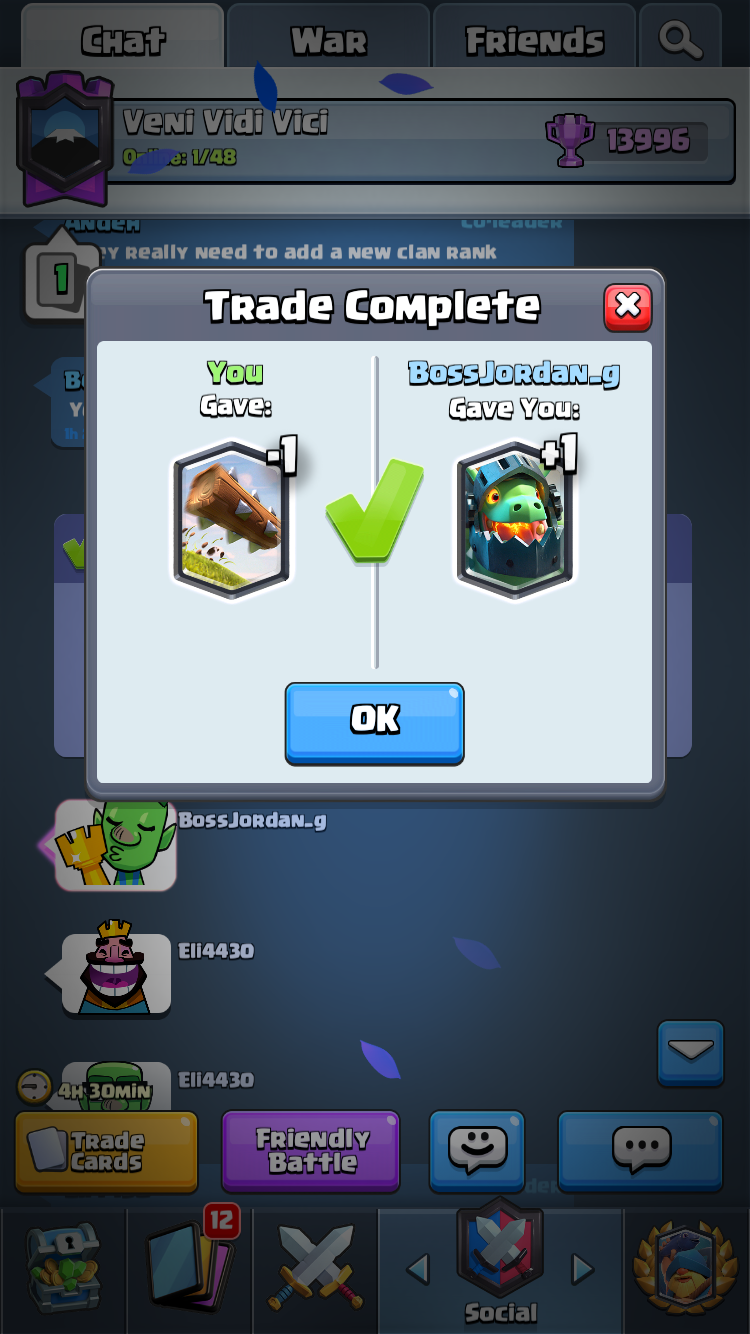 Chat
War
Friends
Veni Vidi Vici
Online: 1/48
13996
Ander
Co-leader
ey really need to add a new clan rank
1
Trade Complete
You
Gave:
-1
BossJordan_g
Gave You:
+1
OK
BossJordan_g
Eli4430
Eli4430
4h 30min
Trade
Cards
Friendly
Battle
12
Social